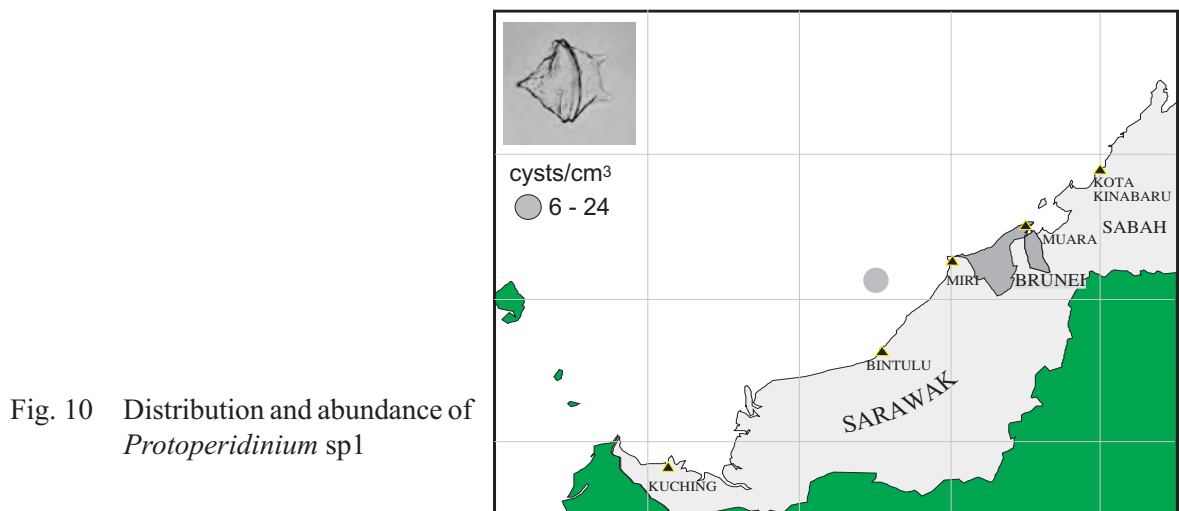 cysts/cm³
6 - 24
KOTA
KINABARU
SABAH
MUARA
MIRI
BRUNEI
BINTULU
SARAWAK
KUCHING
Fig. 10 Distribution and abundance of
Protoperidinium sp1